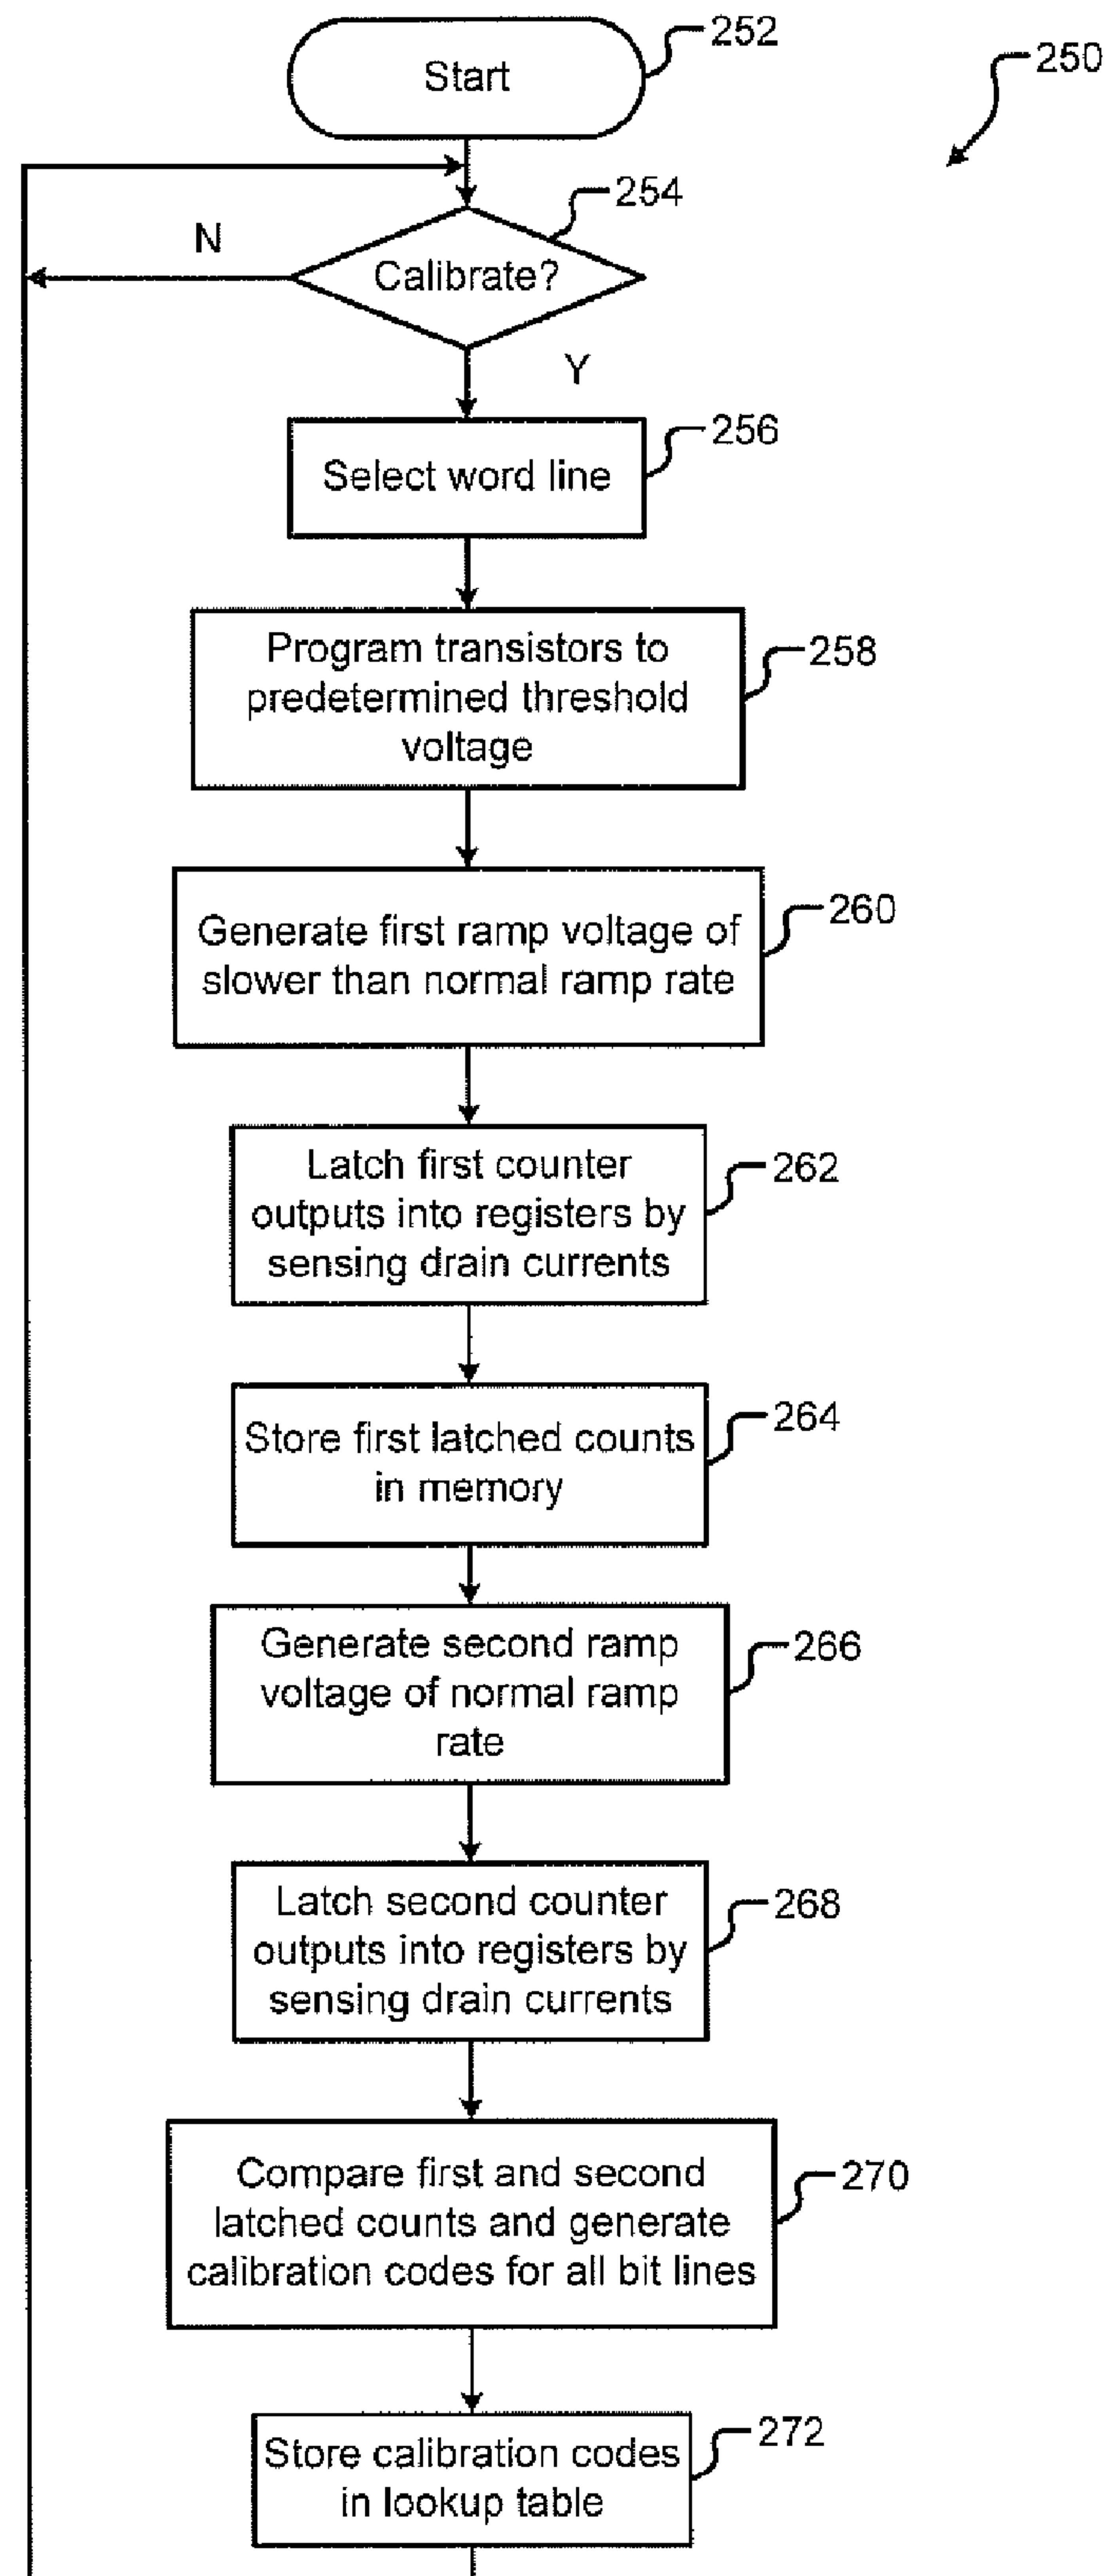 Start
252
250
254
N
Calibrate?
Y
256
Select word line
Program transistors to
predetermined threshold
voltage
258
Generate first ramp voltage of
slower than normal ramp rate
260
Latch first counter
outputs into registers by
sensing drain currents
262
Store first latched counts
in memory
264
Generate second ramp
voltage of normal ramp
rate
266
Latch second counter
outputs into registers by
sensing drain currents
268
Compare first and second
latched counts and generate
calibration codes for all bit lines
270
Store calibration codes
in lookup table
272